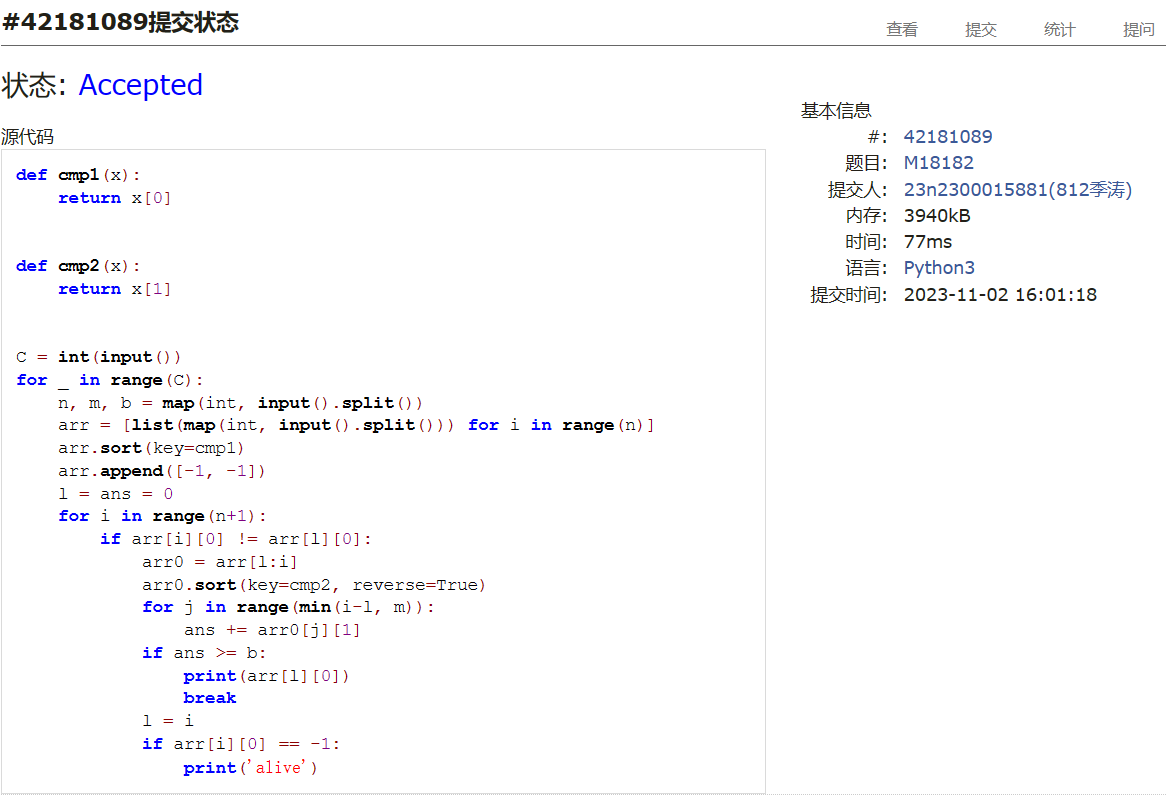 #42181089提交状态
查看 提交 统计 提问
状态: Accepted
源代码
def cmp1(x):
    return x[0]
def cmp2(x):
    return x[1]
C = int(input())
for _ in range(C):
    n, m, b = map(int, input().split())
    arr = [list(map(int, input().split())) for i in range(n)]
    arr.sort(key=cmp1)
    arr.append([-1, -1])
    l = ans = 0
    for i in range(n+1):
        if arr[i][0] != arr[l][0]:
            arr0 = arr[l:i]
            arr0.sort(key=cmp2, reverse=True)
            for j in range(min(i-l, m)):
                ans += arr0[j][1]
            if ans >= b:
                print(arr[l][0])
                break
            l = i
            if arr[i][0] == -1:
                print('alive')
基本信息
#: 42181089
题目: M18182
提交人: 23n2300015881(812季涛)
内存: 3940kB
时间: 77ms
语言: Python3
提交时间: 2023-11-02 16:01:18